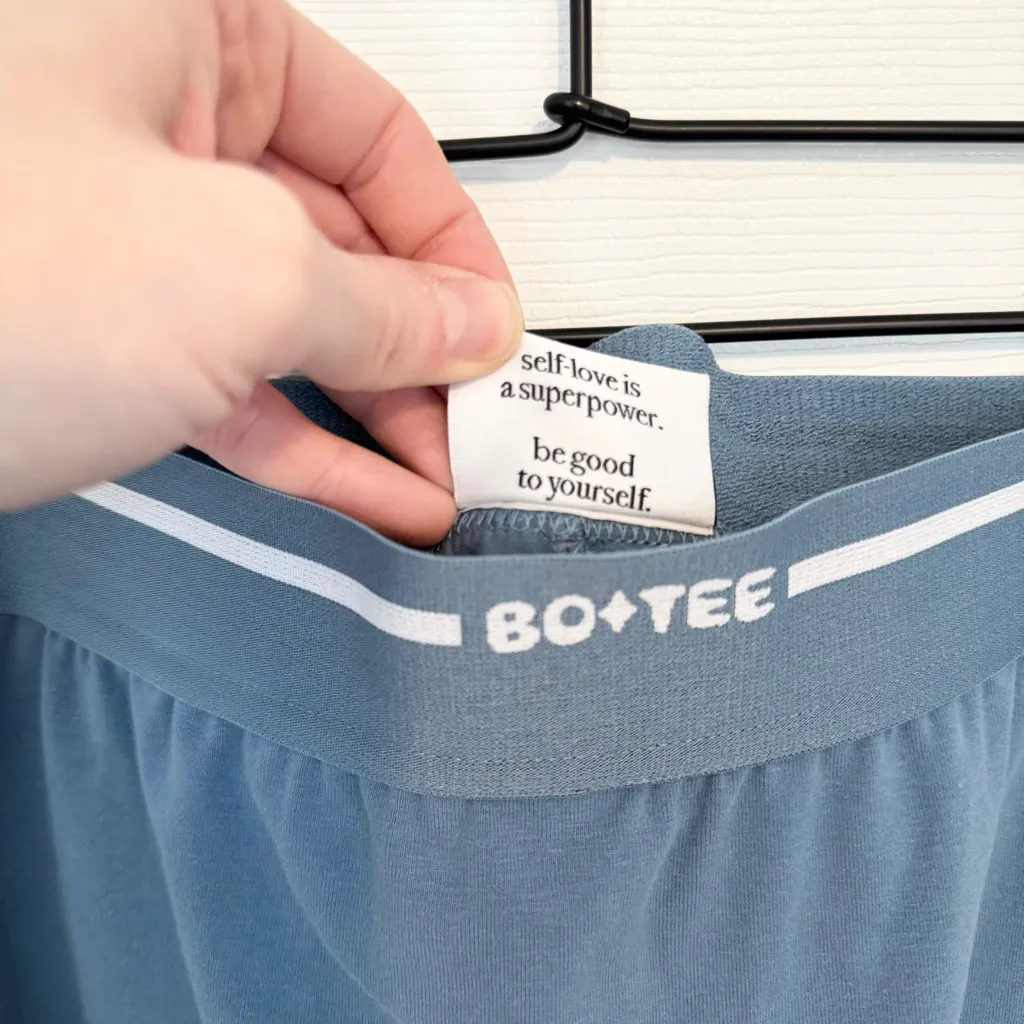 self-love is
a superpower.
be good
to yourself.
BO✦TEE